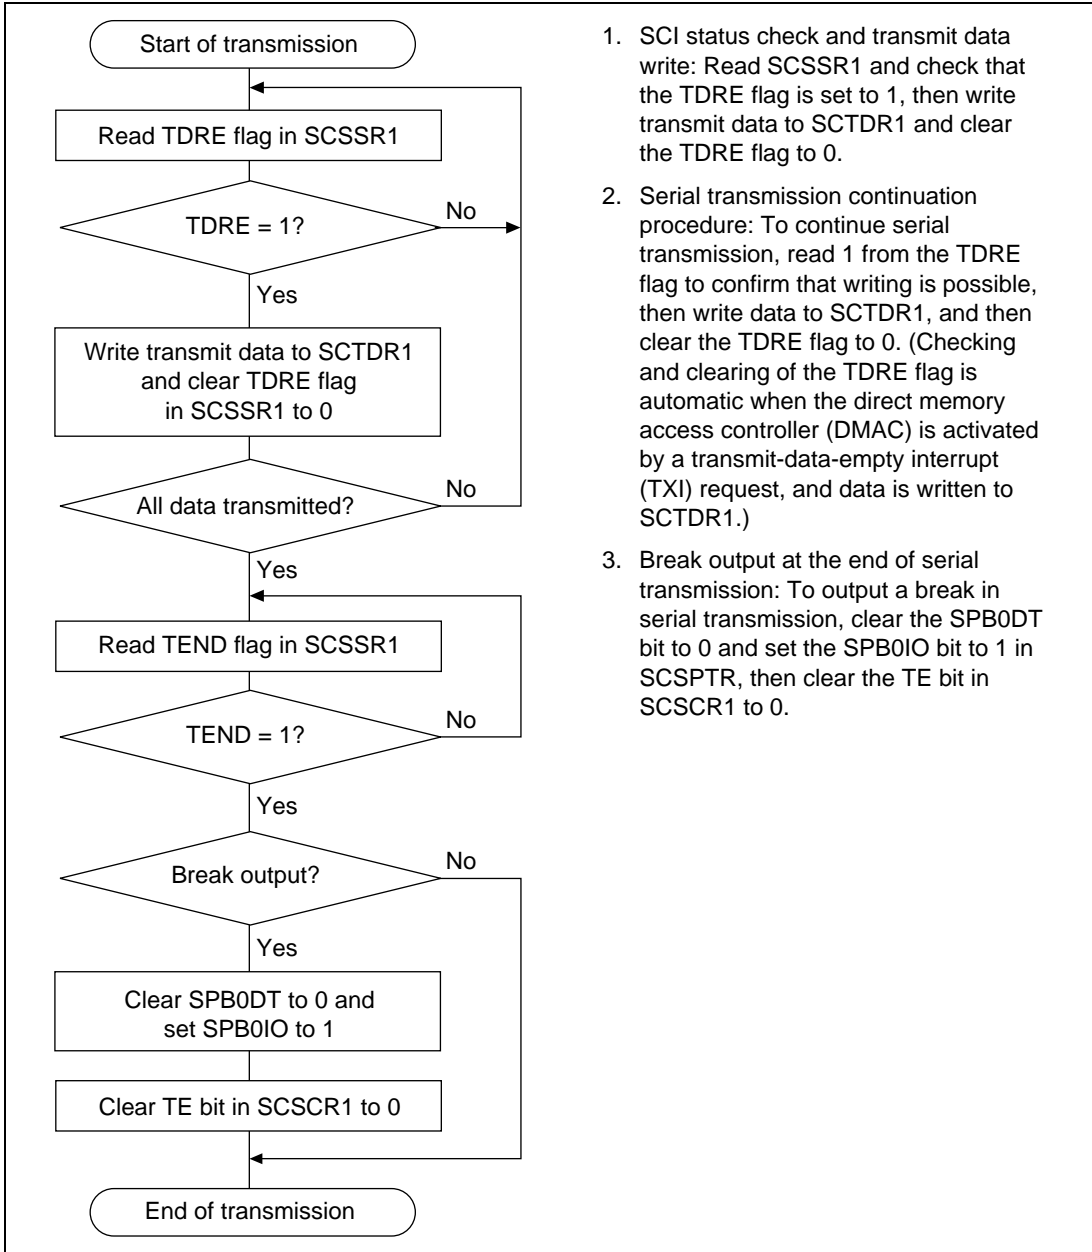 Start of transmission
Read TDRE flag in SCSSR1
TDRE = 1?
No
Yes
Write transmit data to SCTDR1
and clear TDRE flag
in SCSSR1 to 0
All data transmitted?
No
Yes
Read TEND flag in SCSSR1
TEND = 1?
No
Yes
Break output?
No
Yes
Clear SPB0DT to 0 and
set SPB0IO to 1
Clear TE bit in SCSCR1 to 0
End of transmission
1. SCI status check and transmit data
write: Read SCSSR1 and check that
the TDRE flag is set to 1, then write
transmit data to SCTDR1 and clear
the TDRE flag to 0.
2. Serial transmission continuation
procedure: To continue serial
transmission, read 1 from the TDRE
flag to confirm that writing is possible,
then write data to SCTDR1, and then
clear the TDRE flag to 0. (Checking
and clearing of the TDRE flag is
automatic when the direct memory
access controller (DMAC) is activated
by a transmit-data-empty interrupt
(TXI) request, and data is written to
SCTDR1.)
3. Break output at the end of serial
transmission: To output a break in
serial transmission, clear the SPB0DT
bit to 0 and set the SPB0IO bit to 1 in
SCSPTR, then clear the TE bit in
SCSCR1 to 0.